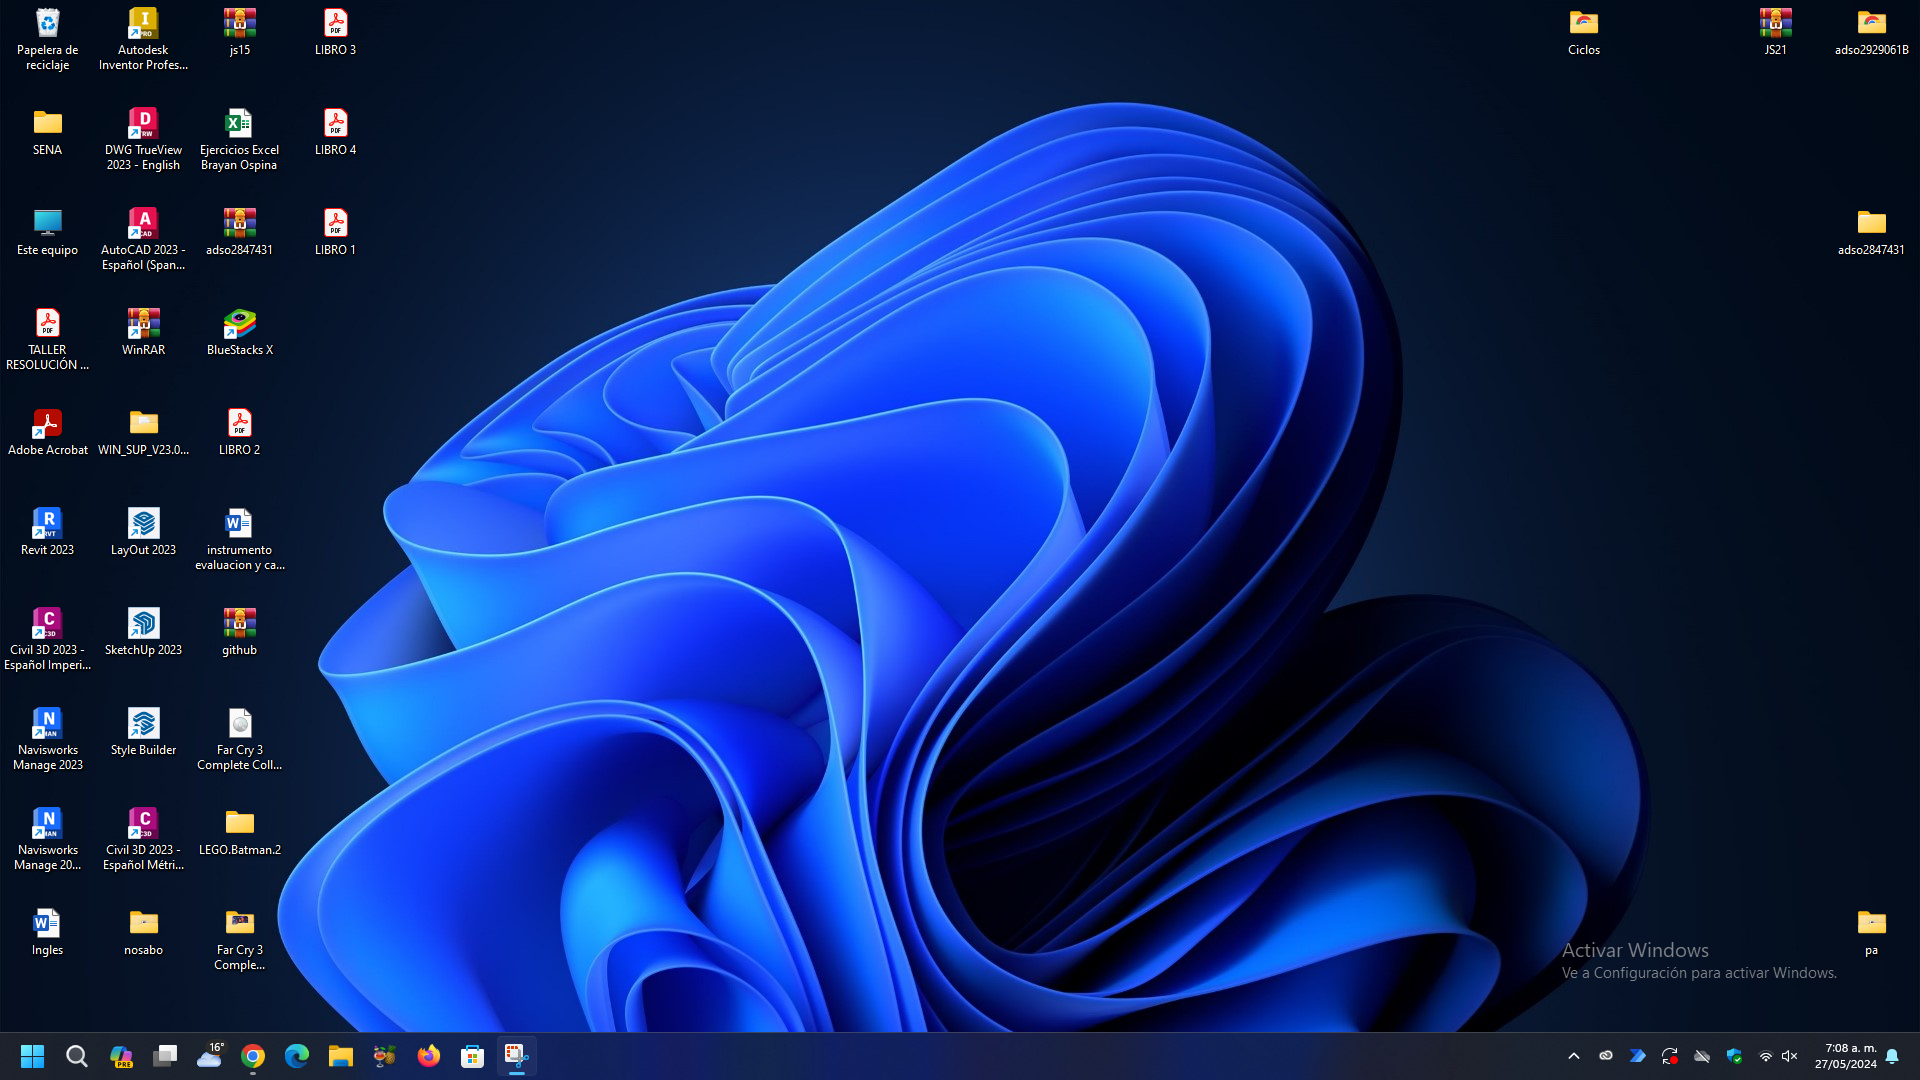 Papelera de
reciclaje
Autodesk
Inventor Profes...
js15
LIBRO 3
Ciclos
JS21
adso2929061B
SENA
DWG TrueView
2023 - English
Ejercicios Excel
Brayan Ospina
LIBRO 4
Este equipo
AutoCAD 2023 -
Español (Span...
adso2847431
LIBRO 1
adso2847431
TALLER
RESOLUCIÓN ...
WinRAR
BlueStacks X
Adobe Acrobat
WIN_SUP_V23.0...
LIBRO 2
Revit 2023
LayOut 2023
instrumento
evaluacion y ca...
Civil 3D 2023 -
Español Imperi...
SketchUp 2023
github
Navisworks
Manage 2023
Style Builder
Far Cry 3
Complete Coll...
Navisworks
Manage 20...
Civil 3D 2023 -
Español Métri...
LEGO.Batman.2
Ingles
nosabo
Far Cry 3
Comple...
pa
Activar Windows
Ve a Configuración para activar Windows.
PRE
16°
7:08 a. m.
27/05/2024